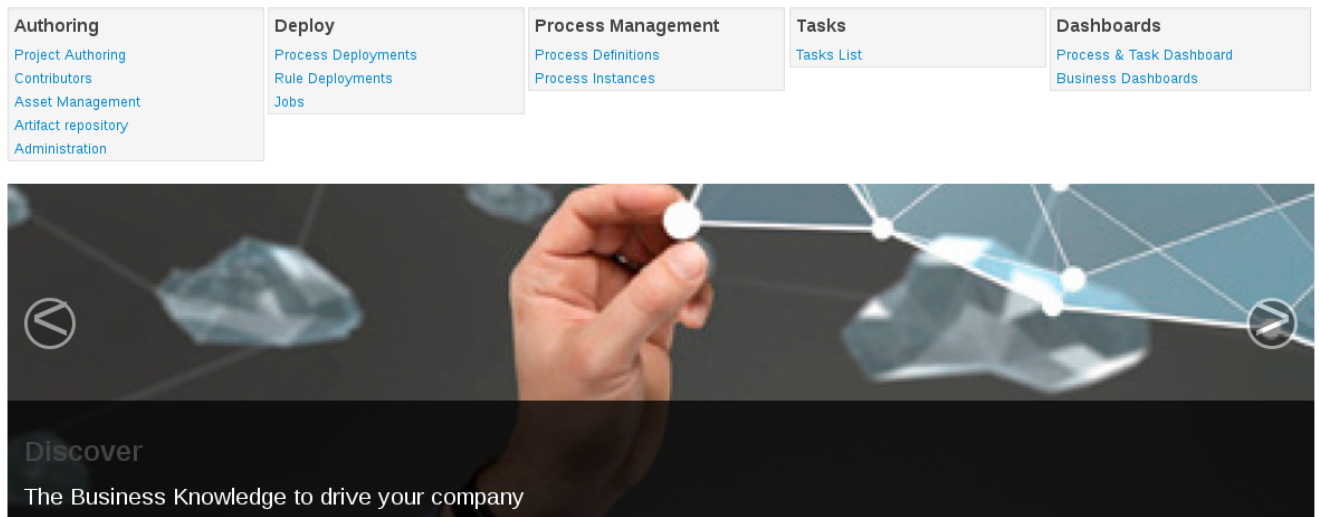 Authoring
Project Authoring
Contributors
Asset Management
Artifact repository
Administration
Deploy
Process Deployments
Rule Deployments
Jobs
Process Management
Process Definitions
Process Instances
Tasks
Tasks List
Dashboards
Process & Task Dashboard
Business Dashboards
Discover
The Business Knowledge to drive your company